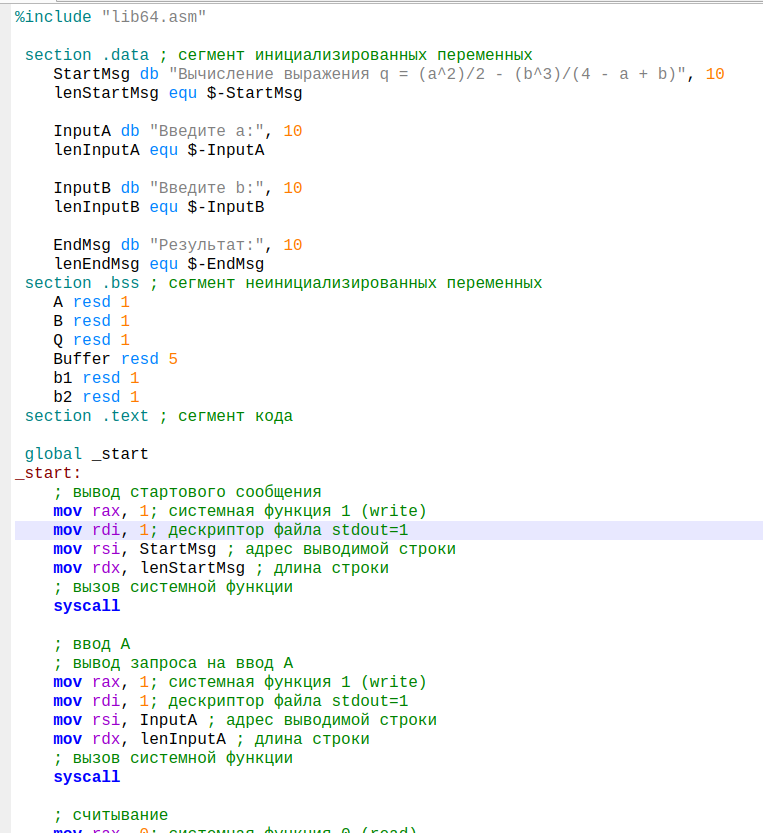 %include "lib64.asm"
section .data ; сегмент инициализированных переменных
StartMsg db "Вычисление выражения q = (a^2)/2 - (b^3)/(4 - a + b)", 10
lenStartMsg equ $-StartMsg
InputA db "Введите a:", 10
lenInputA equ $-InputA
InputB db "Введите b:", 10
lenInputB equ $-InputB
EndMsg db "Результат:", 10
lenEndMsg equ $-EndMsg
section .bss ; сегмент неинициализированных переменных
A resd 1
B resd 1
Q resd 1
Buffer resd 5
b1 resd 1
b2 resd 1
section .text ; сегмент кода
global _start
_start:
; вывод стартового сообщения
mov rax, 1; системная функция 1 (write)
mov rdi, 1; дескриптор файла stdout=1
mov rsi, StartMsg ; адрес выводимой строки
mov rdx, lenStartMsg ; длина строки
; вызов системной функции
syscall
; ввод A
; вывод запроса на ввод A
mov rax, 1; системная функция 1 (write)
mov rdi, 1; дескриптор файла stdout=1
mov rsi, InputA ; адрес выводимой строки
mov rdx, lenInputA ; длина строки
; вызов системной функции
syscall
; считывание
mov rax, 0; системная функция 0 (read)